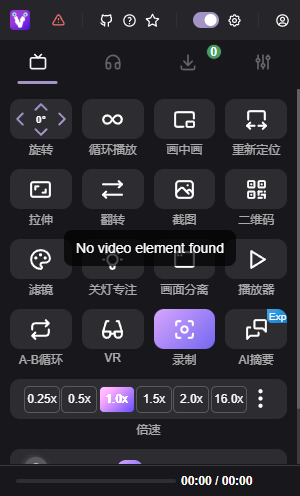 0
0°
旋转 循环播放 画中画 重新定位
拉伸 翻转 截图 二维码
No video element found
滤镜 关灯专注 画面分离 播放器
Exp
A-B循环 VR 录制 AI摘要
0.25x 0.5x 1.0x 1.5x 2.0x 16.0x
倍速
00:00 / 00:00